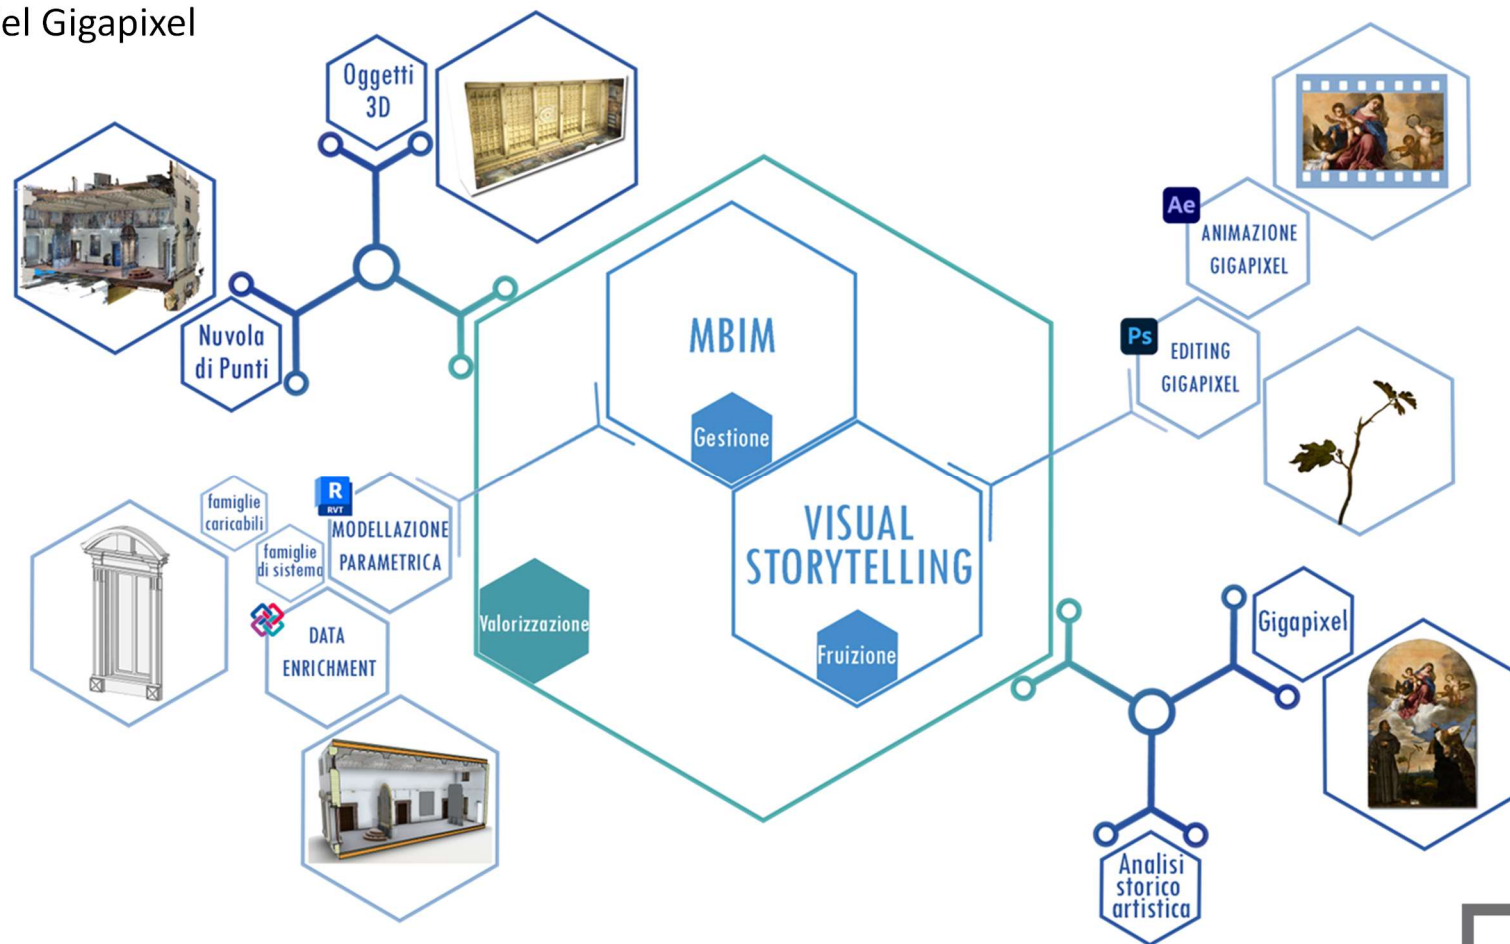 el Gigapixel
Oggetti
3D
Nuvola
di Punti
MBIM
Gestione
VISUAL
STORYTELLING
Fruizione
Valorizzazione
famiglie
caricabili
famiglie
di sistema
R
RVT
MODELLAZIONE
PARAMETRICA
DATA
ENRICHMENT
Ae
ANIMAZIONE
GIGAPIXEL
Ps
EDITING
GIGAPIXEL
Gigapixel
Analisi
storico
artistica